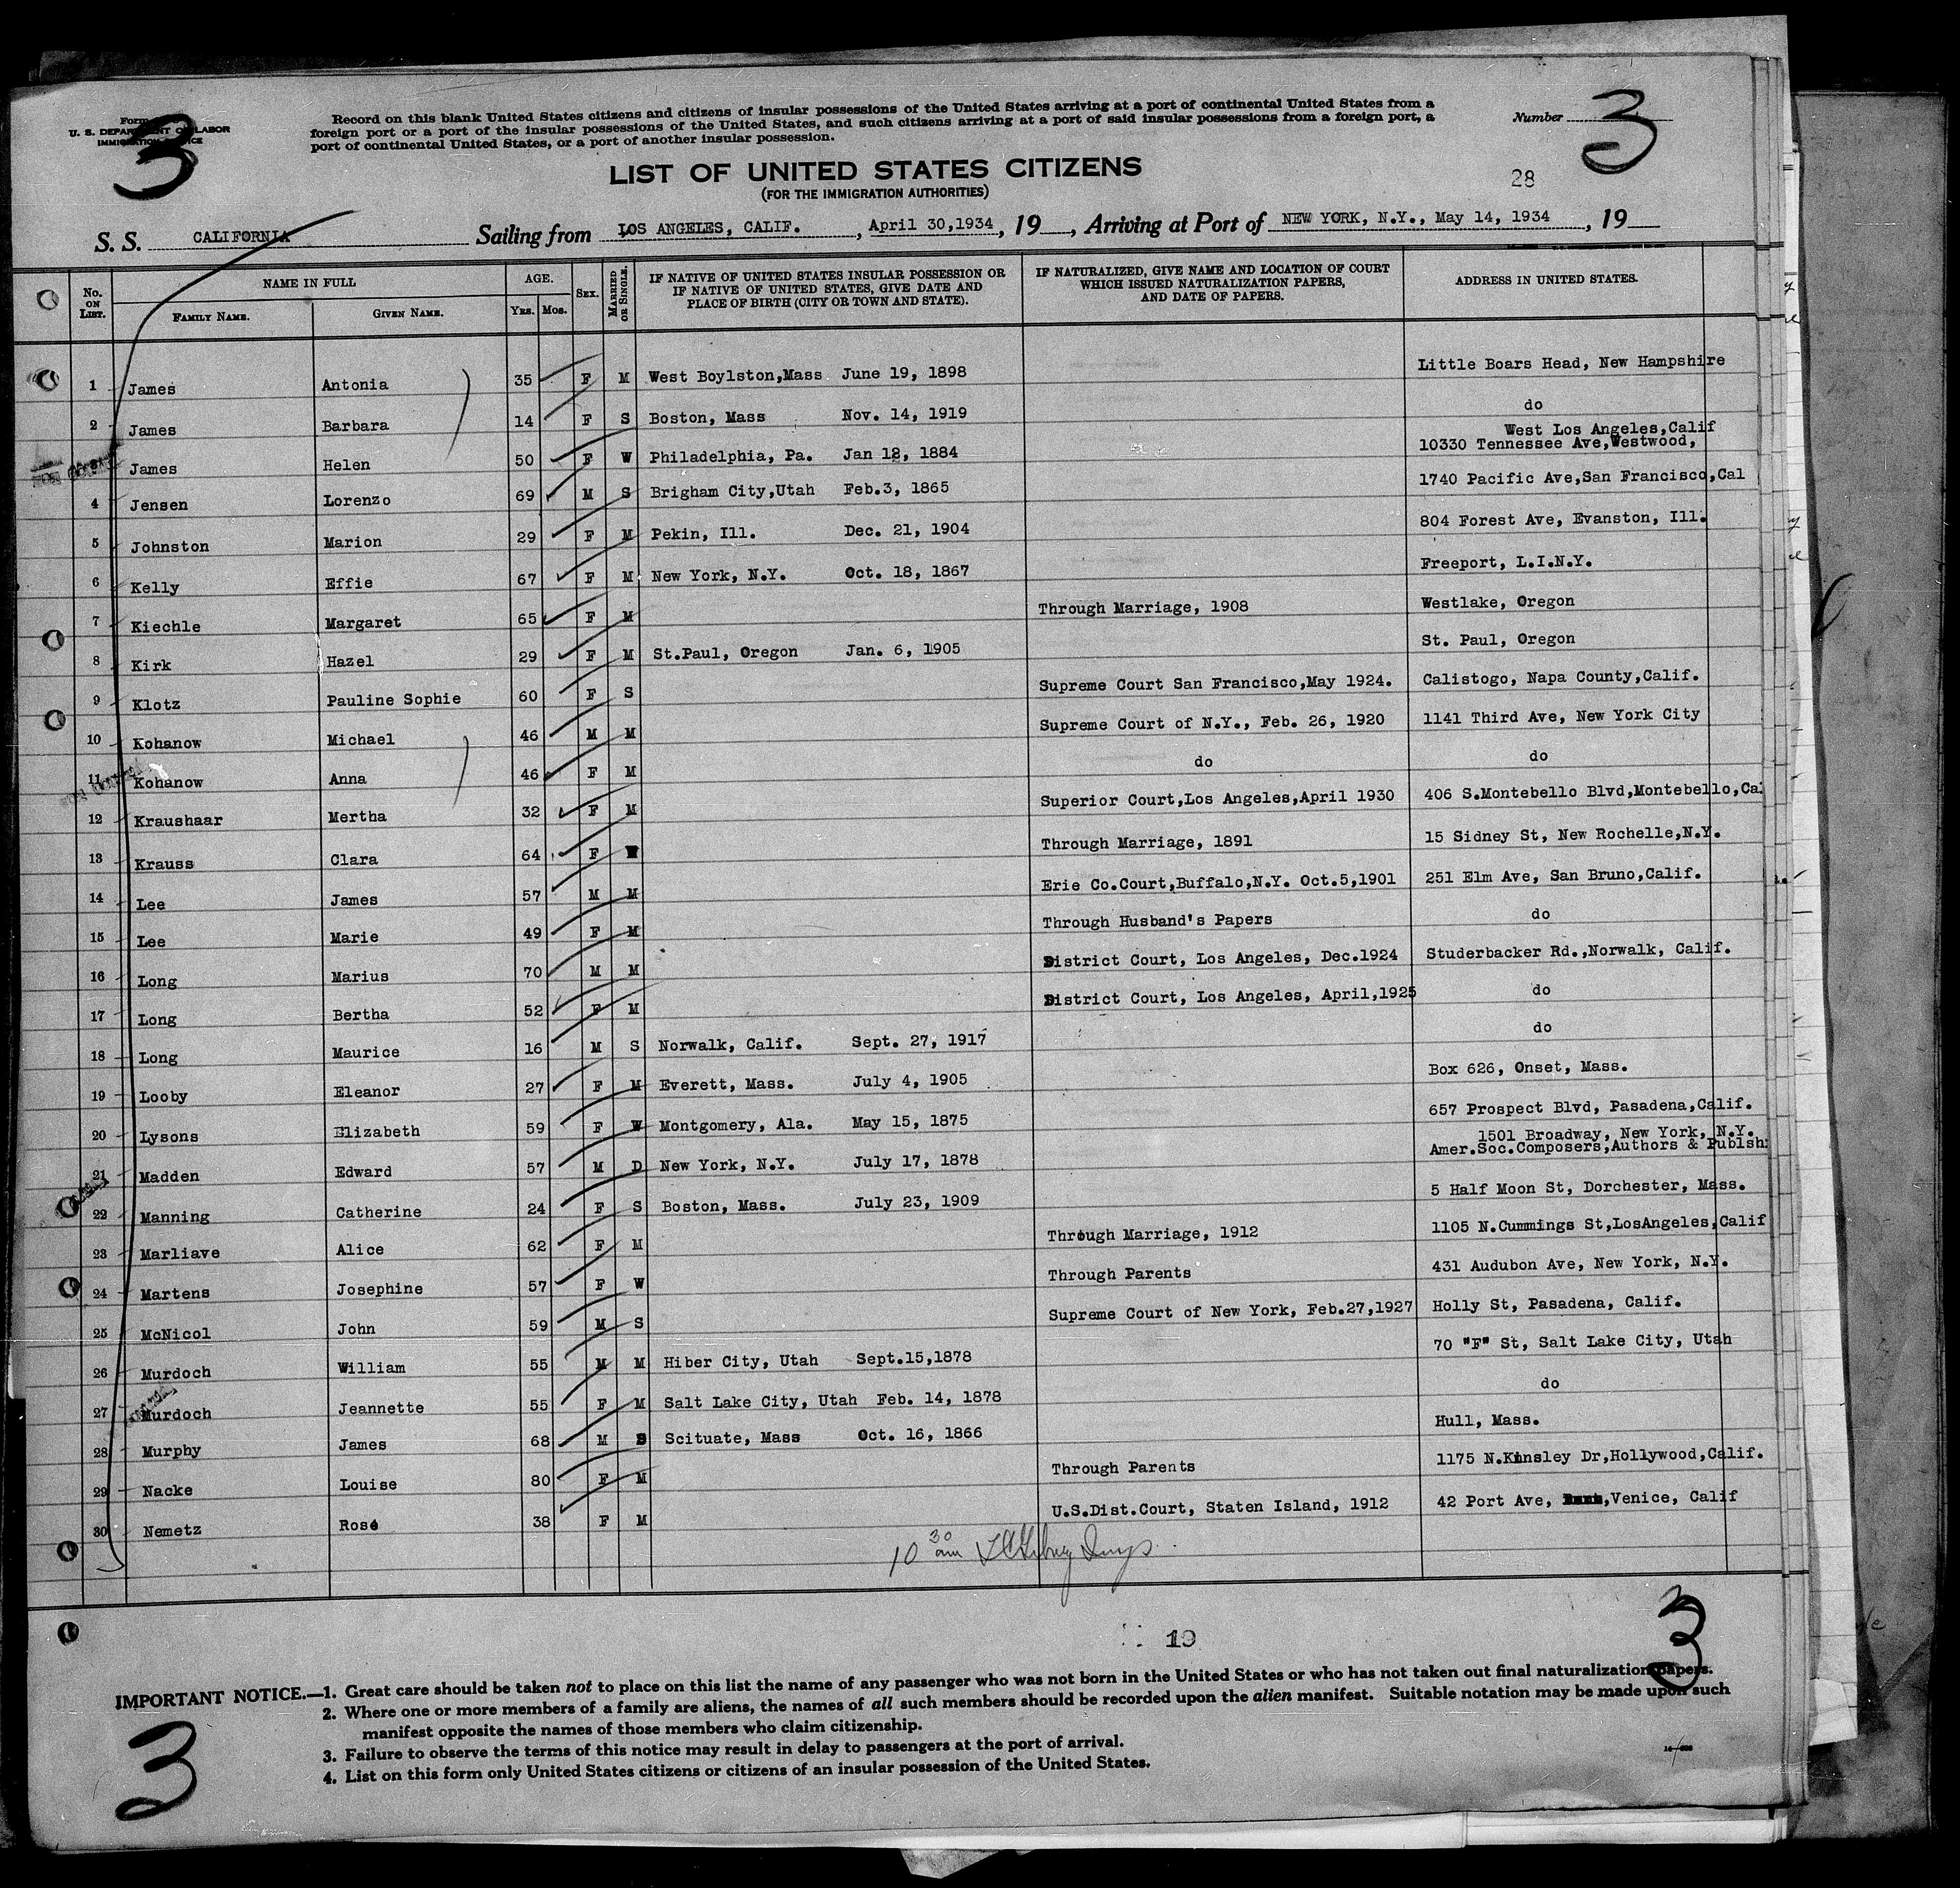 3
Form
U. S. DEPARTMENT OF LABOR
IMMIGRATION SERVICE
Record on this blank United States citizens and citizens of insular possessions of the United States arriving at a port of continental United States from a
foreign port or a port of the insular possessions of the United States, and such citizens arriving at a port of said insular possessions from a foreign port, a
port of continental United States, or a port of another insular possession.
Number 3
LIST OF UNITED STATES CITIZENS
(FOR THE IMMIGRATION AUTHORITIES)
28
S. S. CALIFORNIA Sailing from LOS ANGELES, CALIF. , April 30,1934 , 19 , Arriving at Port of NEW YORK, N.Y., May 14, 1934 , 19
No. ON LIST. NAME IN FULL FAMILY NAME. GIVEN NAME. AGE. YRS. MOS. SEX. MARRIED OR SINGLE. IF NATIVE OF UNITED STATES INSULAR POSSESSION OR IF NATIVE OF UNITED STATES, GIVE DATE AND PLACE OF BIRTH (CITY OR TOWN AND STATE). IF NATURALIZED, GIVE NAME AND LOCATION OF COURT WHICH ISSUED NATURALIZATION PAPERS, AND DATE OF PAPERS. ADDRESS IN UNITED STATES.
1 James Antonia 35 F M West Boylston,Mass June 19, 1898 Little Boars Head, New Hampshire
2 James Barbara 14 F S Boston, Mass Nov. 14, 1919 do
3 James Helen 50 F W Philadelphia, Pa. Jan 12, 1884 West Los Angeles,Calif 10330 Tennessee Ave,Westwood,
4 Jensen Lorenzo 69 M S Brigham City,Utah Feb.3, 1865 1740 Pacific Ave,San Francisco,Cal
5 Johnston Marion 29 F M Pekin, Ill. Dec. 21, 1904 804 Forest Ave, Evanston, Ill.
6 Kelly Effie 67 F M New York, N.Y. Oct. 18, 1867 Freeport, L.I.N.Y.
7 Kiechle Margaret 65 F M Through Marriage, 1908 Westlake, Oregon
8 Kirk Hazel 29 F M St.Paul, Oregon Jan. 6, 1905 St. Paul, Oregon
9 Klotz Pauline Sophie 60 F S Supreme Court San Francisco,May 1924. Calistogo, Napa County,Calif.
10 Kohanow Michael 46 M M Supreme Court of N.Y., Feb. 26, 1920 1141 Third Ave, New York City
11 Kohanow Anna 46 F M do do
12 Kraushaar Mertha 32 F M Superior Court,Los Angeles,April 1930 406 S.Montebello Blvd,Montebello,Cal
13 Krauss Clara 64 F W Through Marriage, 1891 15 Sidney St, New Rochelle,N.Y.
14 Lee James 57 M M Erie Co.Court,Buffalo,N.Y. Oct.5,1901 251 Elm Ave, San Bruno,Calif.
15 Lee Marie 49 F M Through Husband's Papers do
16 Long Marius 70 M M District Court, Los Angeles, Dec.1924 Studerbacker Rd.,Norwalk, Calif.
17 Long Bertha 52 F M District Court, Los Angeles, April,1925 do
18 Long Maurice 16 M S Norwalk, Calif. Sept. 27, 1917 do
19 Looby Eleanor 27 F M Everett, Mass. July 4, 1905 Box 626, Onset, Mass.
20 Lysons Elizabeth 59 F W Montgomery, Ala. May 15, 1875 657 Prospect Blvd, Pasadena,Calif.
21 Madden Edward 57 M D New York, N.Y. July 17, 1878 1501 Broadway, New York, N.Y. Amer.Soc.Composers,Authors & Publsh
22 Manning Catherine 24 F S Boston, Mass. July 23, 1909 5 Half Moon St, Dorchester, Mass.
23 Marliave Alice 62 F M Through Marriage, 1912 1105 N.Cummings St,LosAngeles,Calif
24 Martens Josephine 57 F W Through Parents 431 Audubon Ave, New York, N.Y.
25 McNicol John 59 M S Supreme Court of New York, Feb.27,1927 Holly St, Pasadena, Calif.
26 Murdoch William 55 M M Hiber City, Utah Sept.15,1878 70 "F" St, Salt Lake City, Utah
27 Murdoch Jeannette 55 F M Salt Lake City, Utah Feb. 14, 1878 do
28 Murphy James 68 M S Scituate, Mass Oct. 16, 1866 Hull, Mass.
29 Nacke Louise 80 F M Through Parents 1175 N.Kinsley Dr,Hollywood,Calif.
30 Nemetz Rose 38 F M U.S.Dist.Court, Staten Island, 1912 42 Port Ave, Venice, Calif
10 30 am
19
3
IMPORTANT NOTICE.—1. Great care should be taken not to place on this list the name of any passenger who was not born in the United States or who has not taken out final naturalization papers.
2. Where one or more members of a family are aliens, the names of all such members should be recorded upon the alien manifest. Suitable notation may be made upon such
manifest opposite the names of those members who claim citizenship.
3. Failure to observe the terms of this notice may result in delay to passengers at the port of arrival.
4. List on this form only United States citizens or citizens of an insular possession of the United States.
3